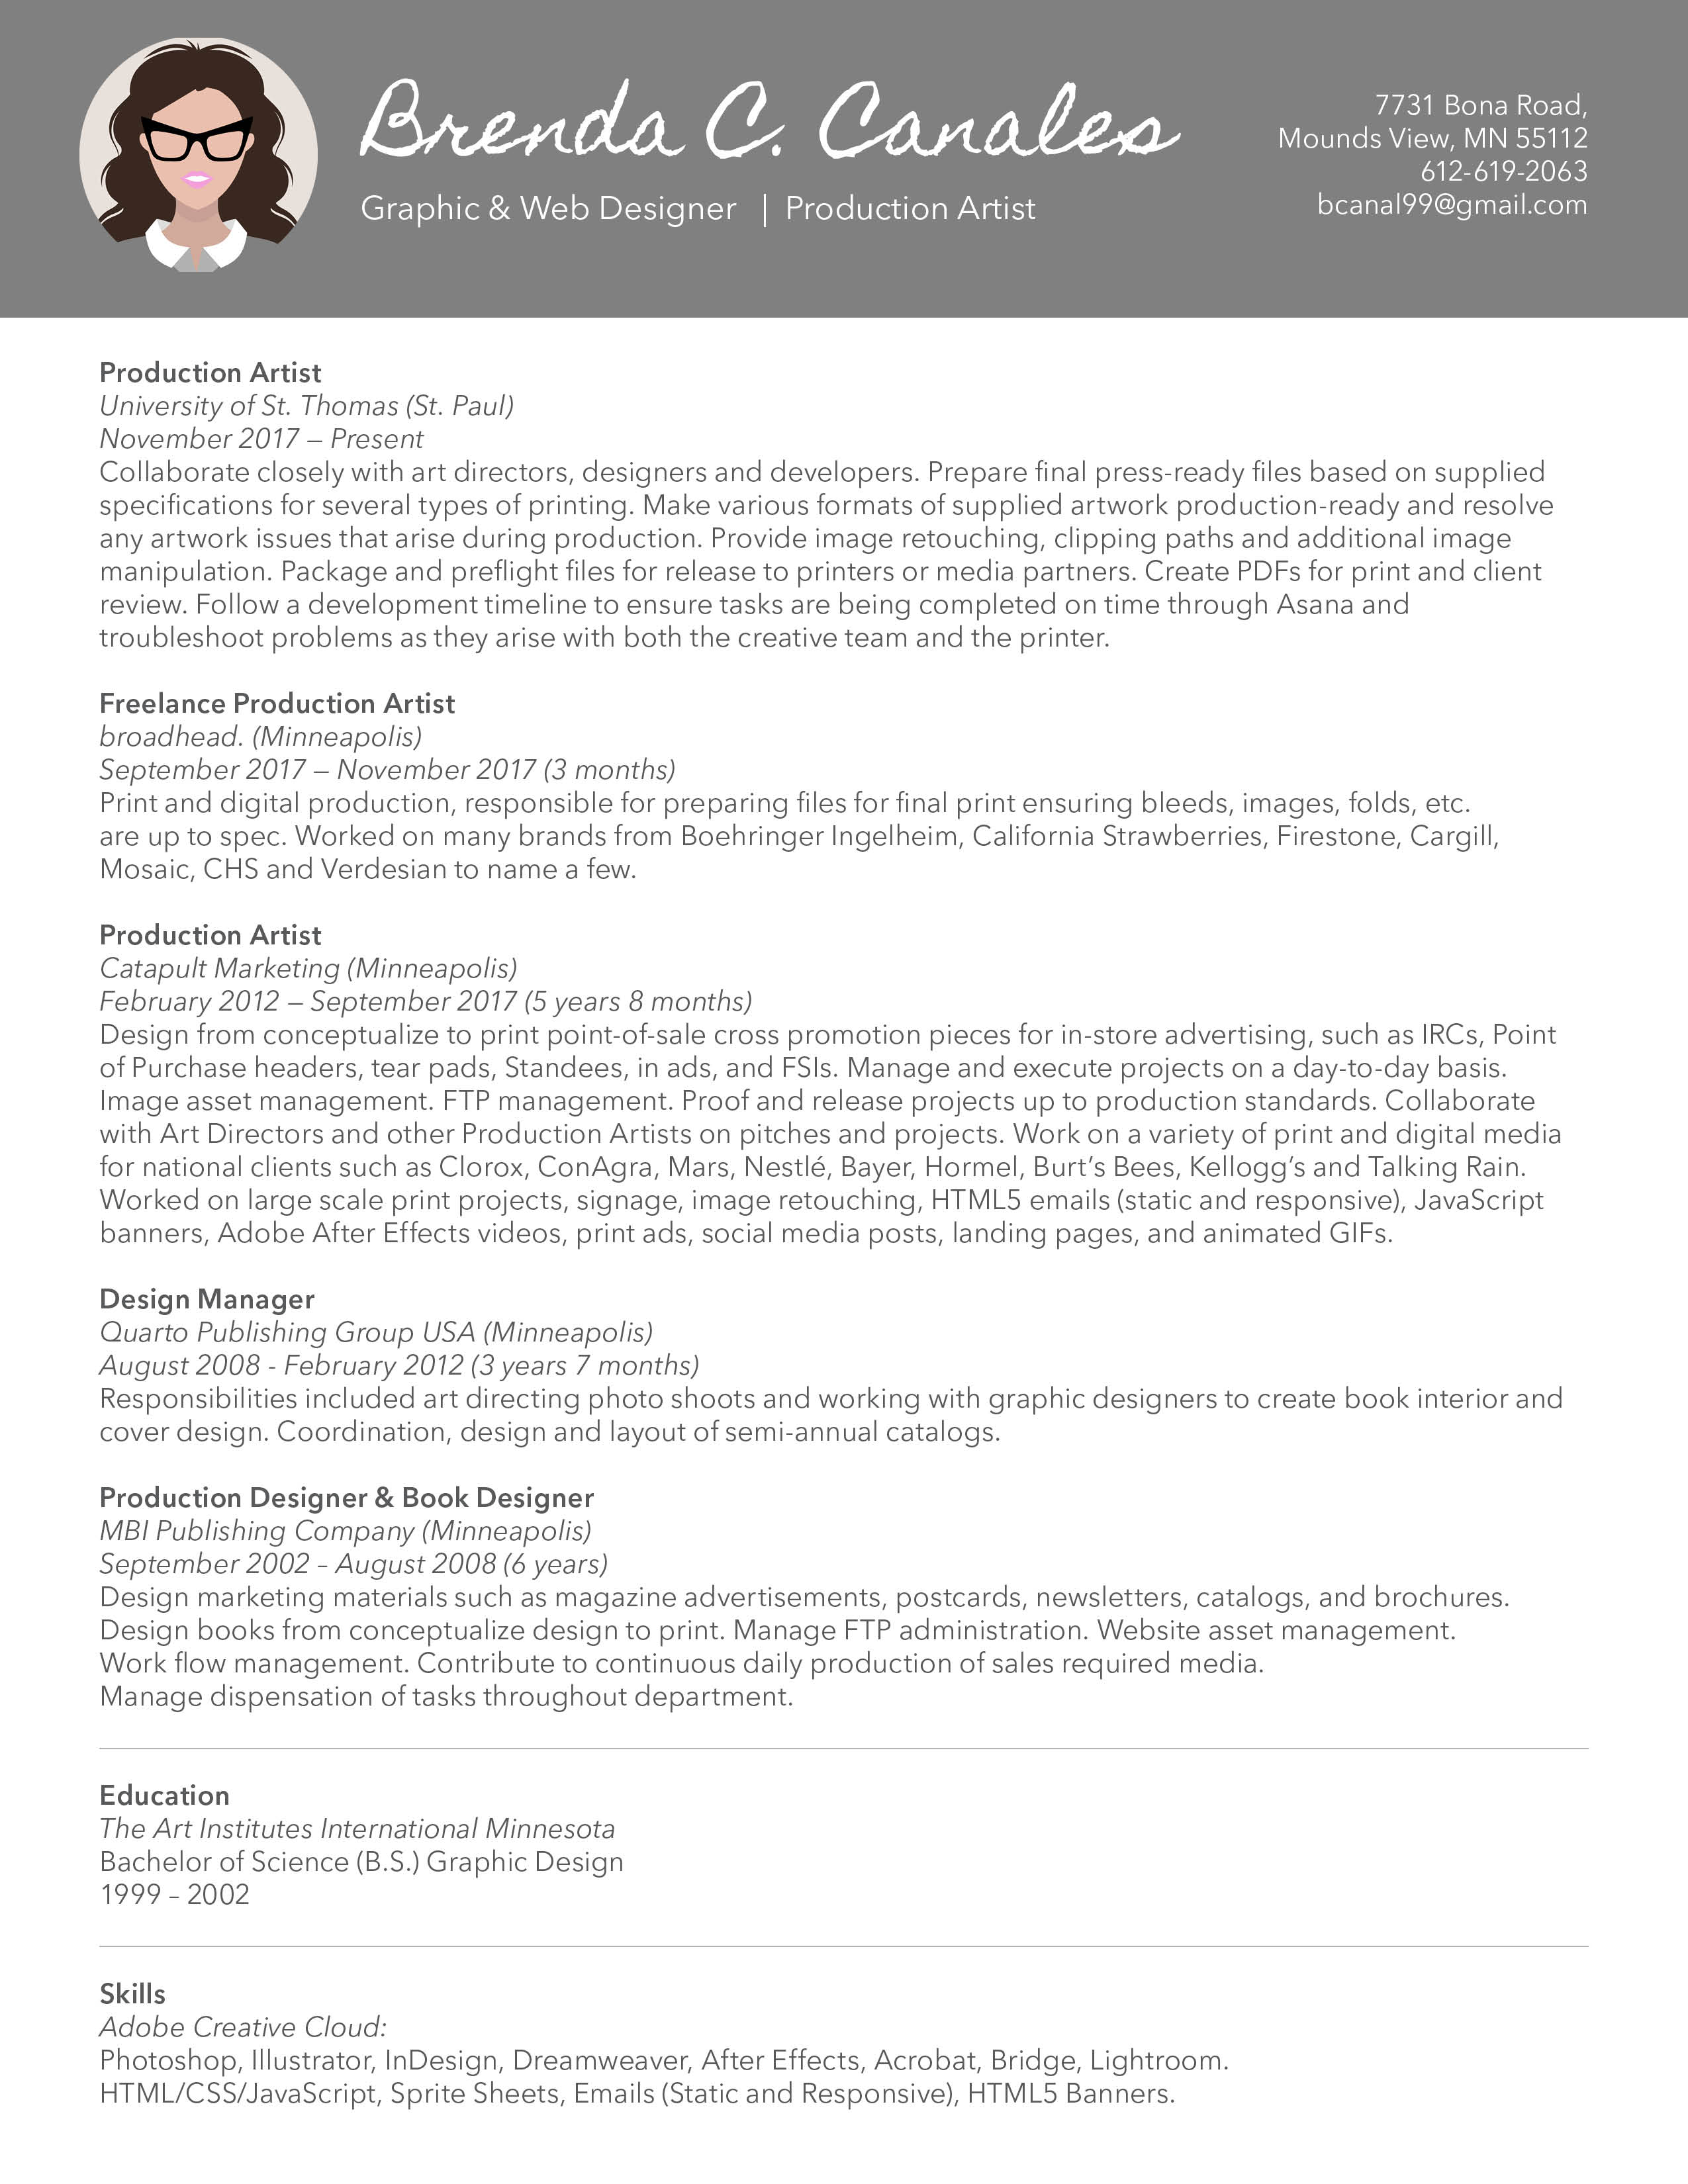 Brenda C. Canales
Graphic & Web Designer | Production Artist
7731 Bona Road,
Mounds View, MN 55112
612-619-2063
bcanal99@gmail.com
Production Artist
University of St. Thomas (St. Paul)
November 2017 — Present
Collaborate closely with art directors, designers and developers. Prepare final press-ready files based on supplied
specifications for several types of printing. Make various formats of supplied artwork production-ready and resolve
any artwork issues that arise during production. Provide image retouching, clipping paths and additional image
manipulation. Package and preflight files for release to printers or media partners. Create PDFs for print and client
review. Follow a development timeline to ensure tasks are being completed on time through Asana and
troubleshoot problems as they arise with both the creative team and the printer.
Freelance Production Artist
broadhead. (Minneapolis)
September 2017 — November 2017 (3 months)
Print and digital production, responsible for preparing files for final print ensuring bleeds, images, folds, etc.
are up to spec. Worked on many brands from Boehringer Ingelheim, California Strawberries, Firestone, Cargill,
Mosaic, CHS and Verdesian to name a few.
Production Artist
Catapult Marketing (Minneapolis)
February 2012 — September 2017 (5 years 8 months)
Design from conceptualize to print point-of-sale cross promotion pieces for in-store advertising, such as IRCs, Point
of Purchase headers, tear pads, Standees, in ads, and FSIs. Manage and execute projects on a day-to-day basis.
Image asset management. FTP management. Proof and release projects up to production standards. Collaborate
with Art Directors and other Production Artists on pitches and projects. Work on a variety of print and digital media
for national clients such as Clorox, ConAgra, Mars, Nestlé, Bayer, Hormel, Burt’s Bees, Kellogg’s and Talking Rain.
Worked on large scale print projects, signage, image retouching, HTML5 emails (static and responsive), JavaScript
banners, Adobe After Effects videos, print ads, social media posts, landing pages, and animated GIFs.
Design Manager
Quarto Publishing Group USA (Minneapolis)
August 2008 - February 2012 (3 years 7 months)
Responsibilities included art directing photo shoots and working with graphic designers to create book interior and
cover design. Coordination, design and layout of semi-annual catalogs.
Production Designer & Book Designer
MBI Publishing Company (Minneapolis)
September 2002 – August 2008 (6 years)
Design marketing materials such as magazine advertisements, postcards, newsletters, catalogs, and brochures.
Design books from conceptualize design to print. Manage FTP administration. Website asset management.
Work flow management. Contribute to continuous daily production of sales required media.
Manage dispensation of tasks throughout department.
Education
The Art Institutes International Minnesota
Bachelor of Science (B.S.) Graphic Design
1999 – 2002
Skills
Adobe Creative Cloud:
Photoshop, Illustrator, InDesign, Dreamweaver, After Effects, Acrobat, Bridge, Lightroom.
HTML/CSS/JavaScript, Sprite Sheets, Emails (Static and Responsive), HTML5 Banners.